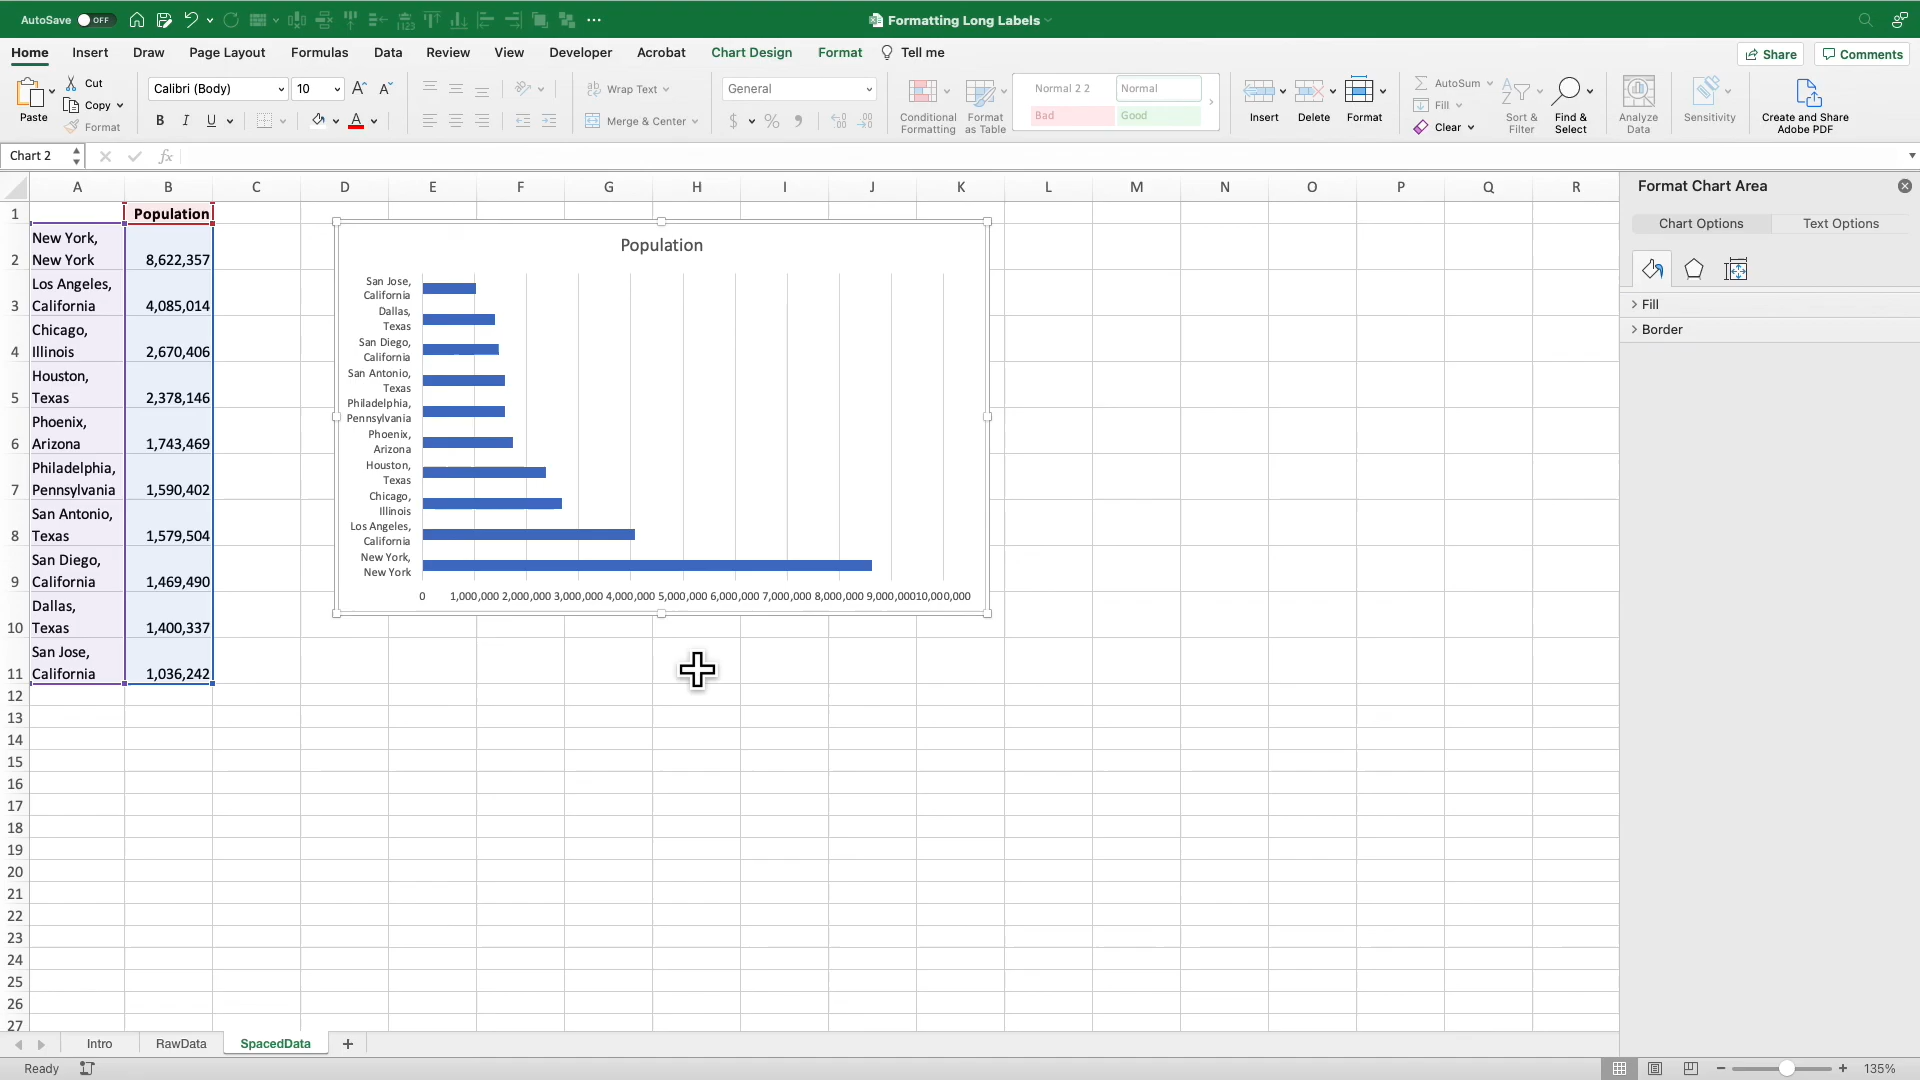 AutoSave OFF
Formatting Long Labels
Home Insert Draw Page Layout Formulas Data Review View Developer Acrobat Chart Design Format Tell me Share Comments
Paste
Cut
Copy
Format
Calibri (Body) 10
B I U A
Wrap Text
Merge & Center
General
$ % ,
Conditional Formatting
Format as Table
Normal 2 2 Normal
Bad Good
Insert Delete Format
AutoSum
Fill
Clear
Sort & Filter
Find & Select
Analyze Data
Sensitivity
Create and Share Adobe PDF
Chart 2 fx
A B C D E F G H I J K L M N O P Q R
1 Population
New York,
2 New York 8,622,357
Los Angeles,
3 California 4,085,014
Chicago,
4 Illinois 2,670,406
Houston,
5 Texas 2,378,146
Phoenix,
6 Arizona 1,743,469
Philadelphia,
7 Pennsylvania 1,590,402
San Antonio,
8 Texas 1,579,504
San Diego,
9 California 1,469,490
Dallas,
10 Texas 1,400,337
San Jose,
11 California 1,036,242
12
13
14
15
16
17
18
19
20
21
22
23
24
25
26
27
Population
San Jose,
California
Dallas,
Texas
San Diego,
California
San Antonio,
Texas
Philadelphia,
Pennsylvania
Phoenix,
Arizona
Houston,
Texas
Chicago,
Illinois
Los Angeles,
California
New York,
New York
0 1,000,000 2,000,000 3,000,000 4,000,000 5,000,000 6,000,000 7,000,000 8,000,000 9,000,000 10,000,000
Format Chart Area
Chart Options Text Options
Fill
Border
Intro RawData SpacedData +
Ready
135%